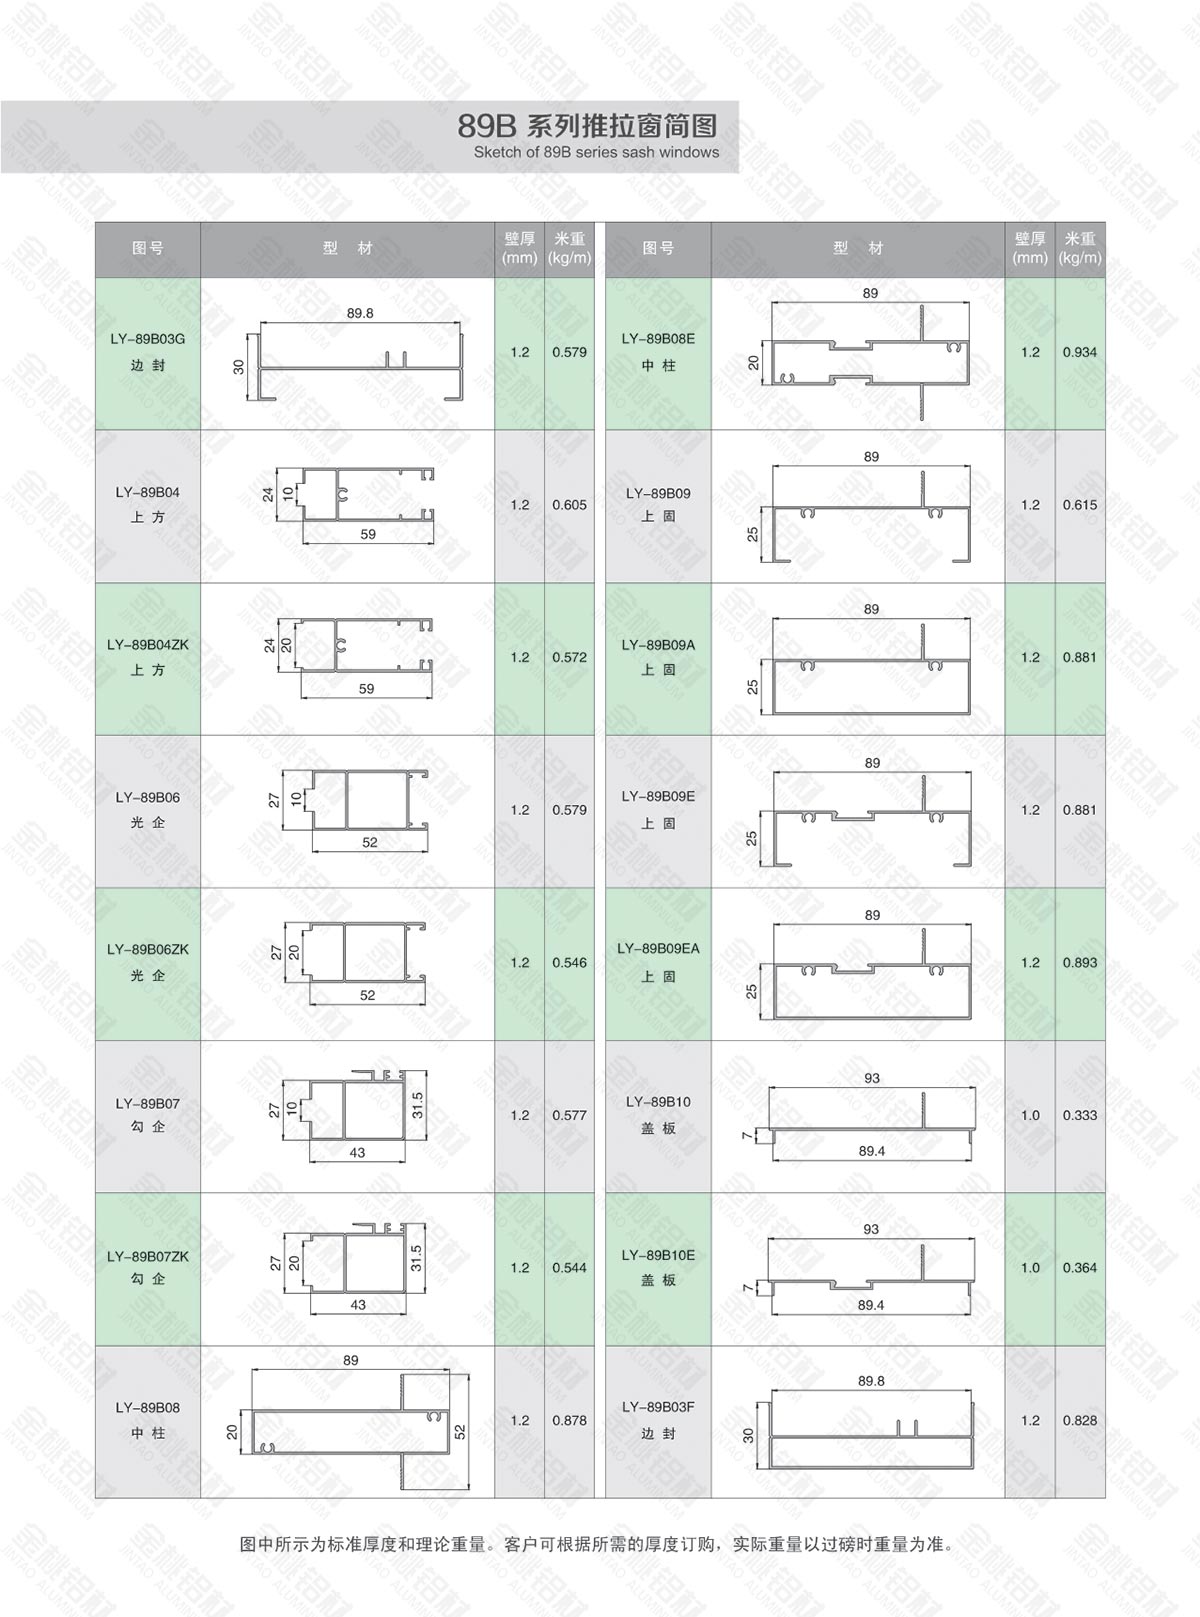 89B 系列推拉窗简图
Sketch of 89B series sash windows
图号 型材 壁厚 (mm) 米重 (kg/m)
图号 型材 壁厚 (mm) 米重 (kg/m)
LY-89B03G
边封
89.8
30
1.2 0.579
LY-89B04
上方
24
10
59
1.2 0.605
LY-89B04ZK
上方
24
20
59
1.2 0.572
LY-89B06
光企
27
10
52
1.2 0.579
LY-89B06ZK
光企
27
20
52
1.2 0.546
LY-89B07
勾企
27
10
31.5
43
1.2 0.577
LY-89B07ZK
勾企
27
20
31.5
43
1.2 0.544
LY-89B08
中柱
89
20
52
1.2 0.878
LY-89B08E
中柱
89
20
1.2 0.934
LY-89B09
上固
89
25
1.2 0.615
LY-89B09A
上固
89
25
1.2 0.881
LY-89B09E
上固
89
25
1.2 0.881
LY-89B09EA
上固
89
25
1.2 0.893
LY-89B10
盖板
93
7
89.4
1.0 0.333
LY-89B10E
盖板
93
7
89.4
1.0 0.364
LY-89B03F
边封
89.8
30
1.2 0.828
图中所示为标准厚度和理论重量。客户可根据所需的厚度订购，实际重量以过磅时重量为准。
金桃铝材
JINTAO ALUMINIUM